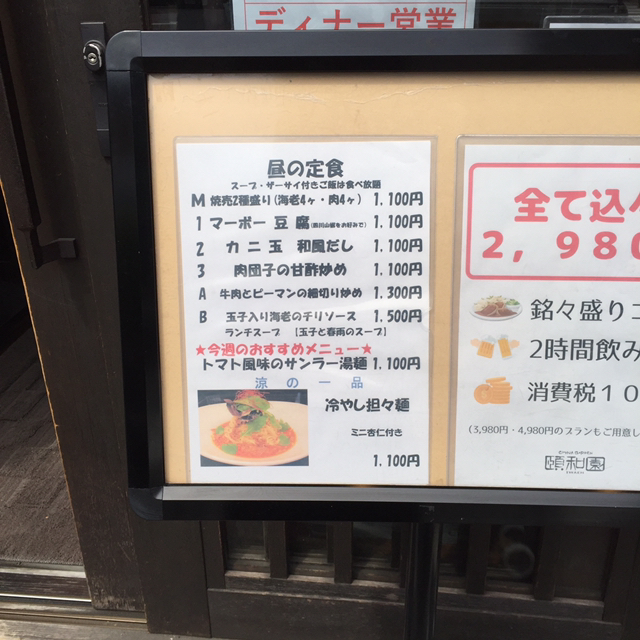 ディナー営業
昼の定食
スープ・ザーサイ付きご飯は食べ放題
M 焼売2種盛り(海老4ヶ・肉4ヶ) 1.100円
1 マーボー豆腐(四川山椒をお好みで) 1.100円
2 カニ玉 和風だし 1.100円
3 肉団子の甘酢炒め 1.100円
A 牛肉とピーマンの細切り炒め 1.300円
B 玉子入り海老のチリソース 1.500円
ランチスープ 【玉子と春雨のスープ】
★今週のおすすめメニュー★
トマト風味のサンラー湯麺 1.100円
涼の一品
冷やし担々麺
ミニ杏仁付き
1.100円
全て込
2,980
銘々盛り
2時間飲み
消費税10
(3,980円・4,980円のプランもご用意し
頤和園